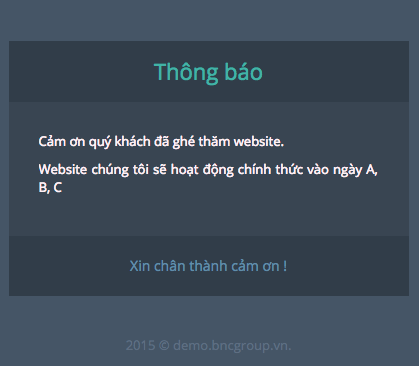 Thông báo
Cảm ơn quý khách đã ghé thăm website.
Website chúng tôi sẽ hoạt động chính thức vào ngày A,
B, C
Xin chân thành cảm ơn !
2015 © demo.bncgroup.vn.